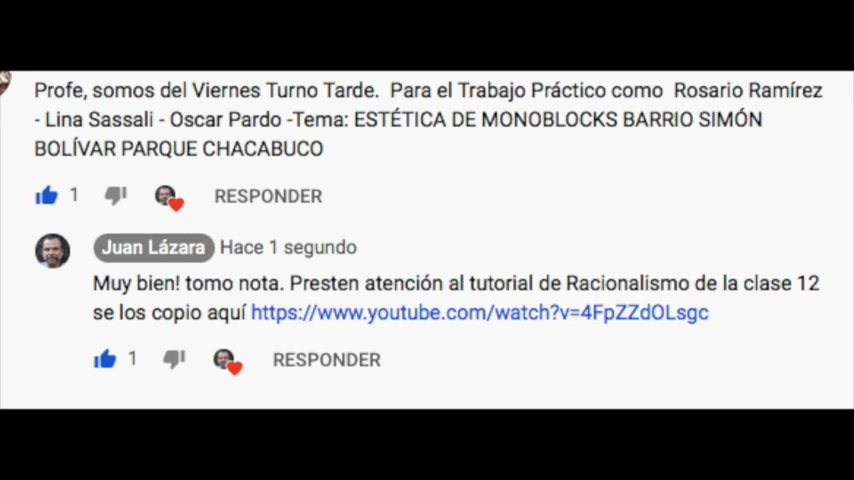 Profe, somos del Viernes Turno Tarde. Para el Trabajo Práctico como Rosario Ramírez
- Lina Sassali - Oscar Pardo -Tema: ESTÉTICA DE MONOBLOCKS BARRIO SIMÓN
BOLÍVAR PARQUE CHACABUCO
1 RESPONDER
Juan Lázara Hace 1 segundo
Muy bien! tomo nota. Presten atención al tutorial de Racionalismo de la clase 12
se los copio aquí https://www.youtube.com/watch?v=4FpZZdOLsgc
1 RESPONDER